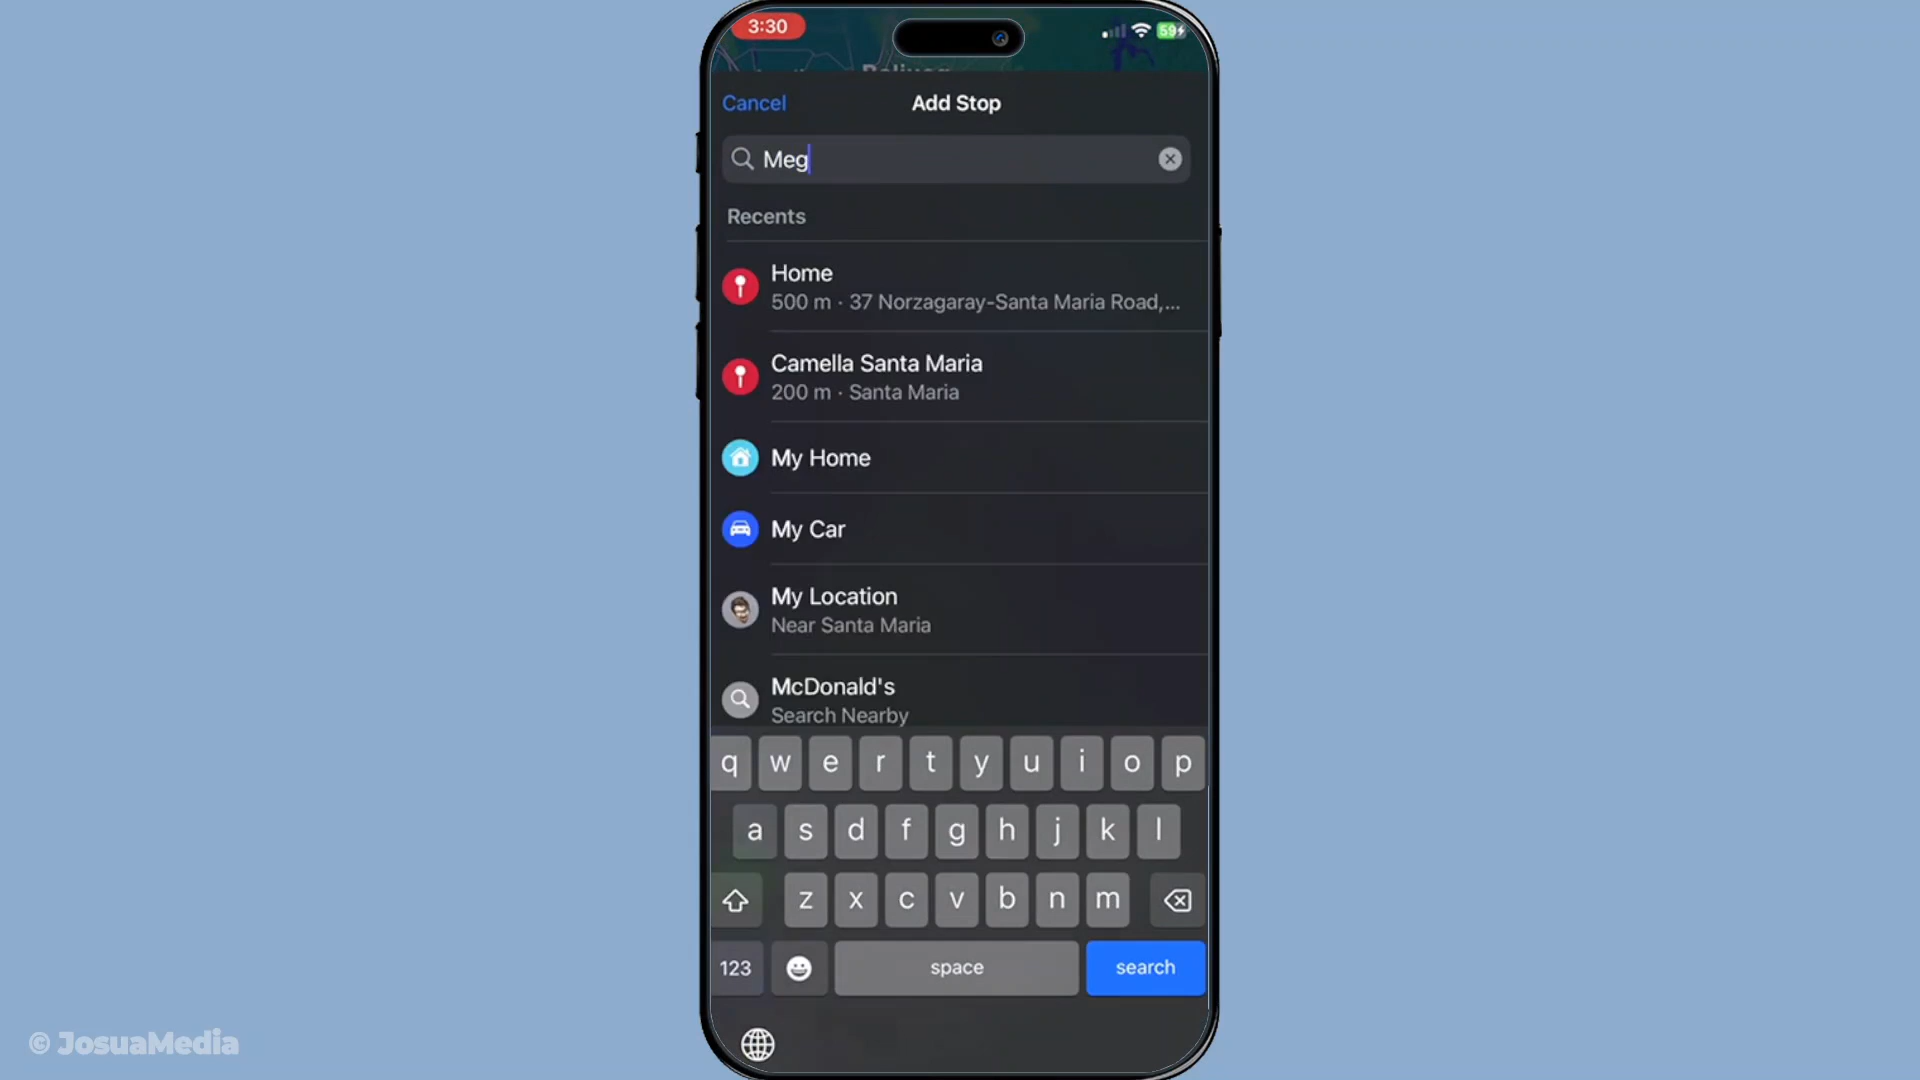 3:30
59
Cancel
Add Stop
Meg
Recents
Home
500 m · 37 Norzagaray-Santa Maria Road,...
Camella Santa Maria
200 m · Santa Maria
My Home
My Car
My Location
Near Santa Maria
McDonald's
Search Nearby
q w e r t y u i o p
a s d f g h j k l
z x c v b n m
123
space
search
© JosuaMedia